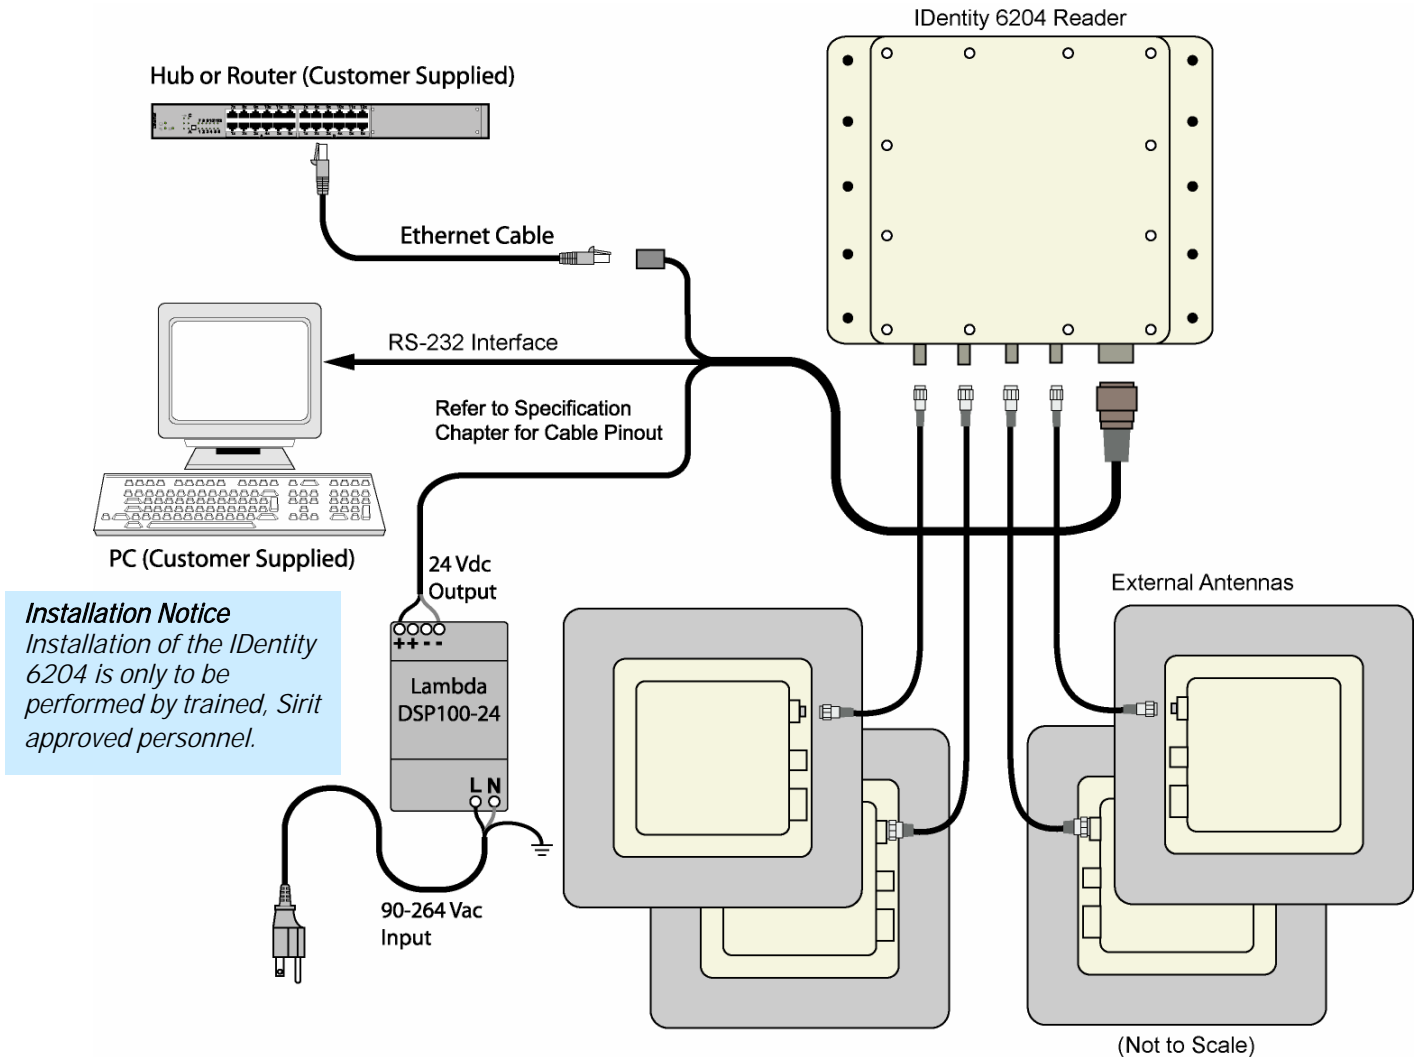 IDentity 6204 Reader
Hub or Router (Customer Supplied)
Ethernet Cable
RS-232 Interface
Refer to Specification
Chapter for Cable Pinout
PC (Customer Supplied)
24 Vdc
Output
External Antennas
Installation Notice
Installation of the IDentity
6204 is only to be
performed by trained, Sirit
approved personnel.
++--
Lambda
DSP100-24
L N
90-264 Vac
Input
(Not to Scale)